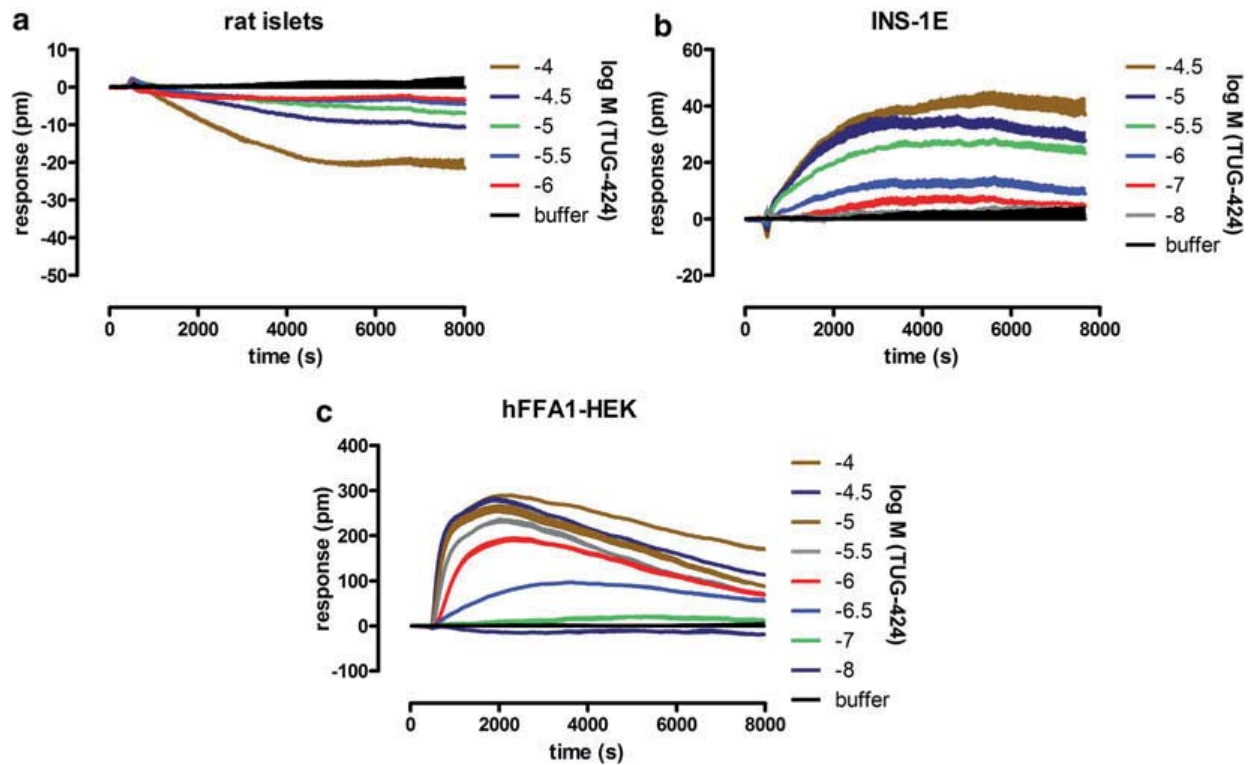 a
rat islets
10
0
-10
-20
-30
-40
-50
response (pm)
0
2000
4000
6000
8000
time (s)
-4
-4.5
-5
-5.5
-6
buffer
log M (TUG-424)
b
INS-1E
60
40
20
0
-20
response (pm)
0
2000
4000
6000
8000
time (s)
-4.5
-5
-5.5
-6
-7
-8
buffer
log M (TUG-424)
c
hFFA1-HEK
400
300
200
100
0
-100
response (pm)
0
2000
4000
6000
8000
time (s)
-4
-4.5
-5
-5.5
-6
-6.5
-7
-8
buffer
log M (TUG-424)